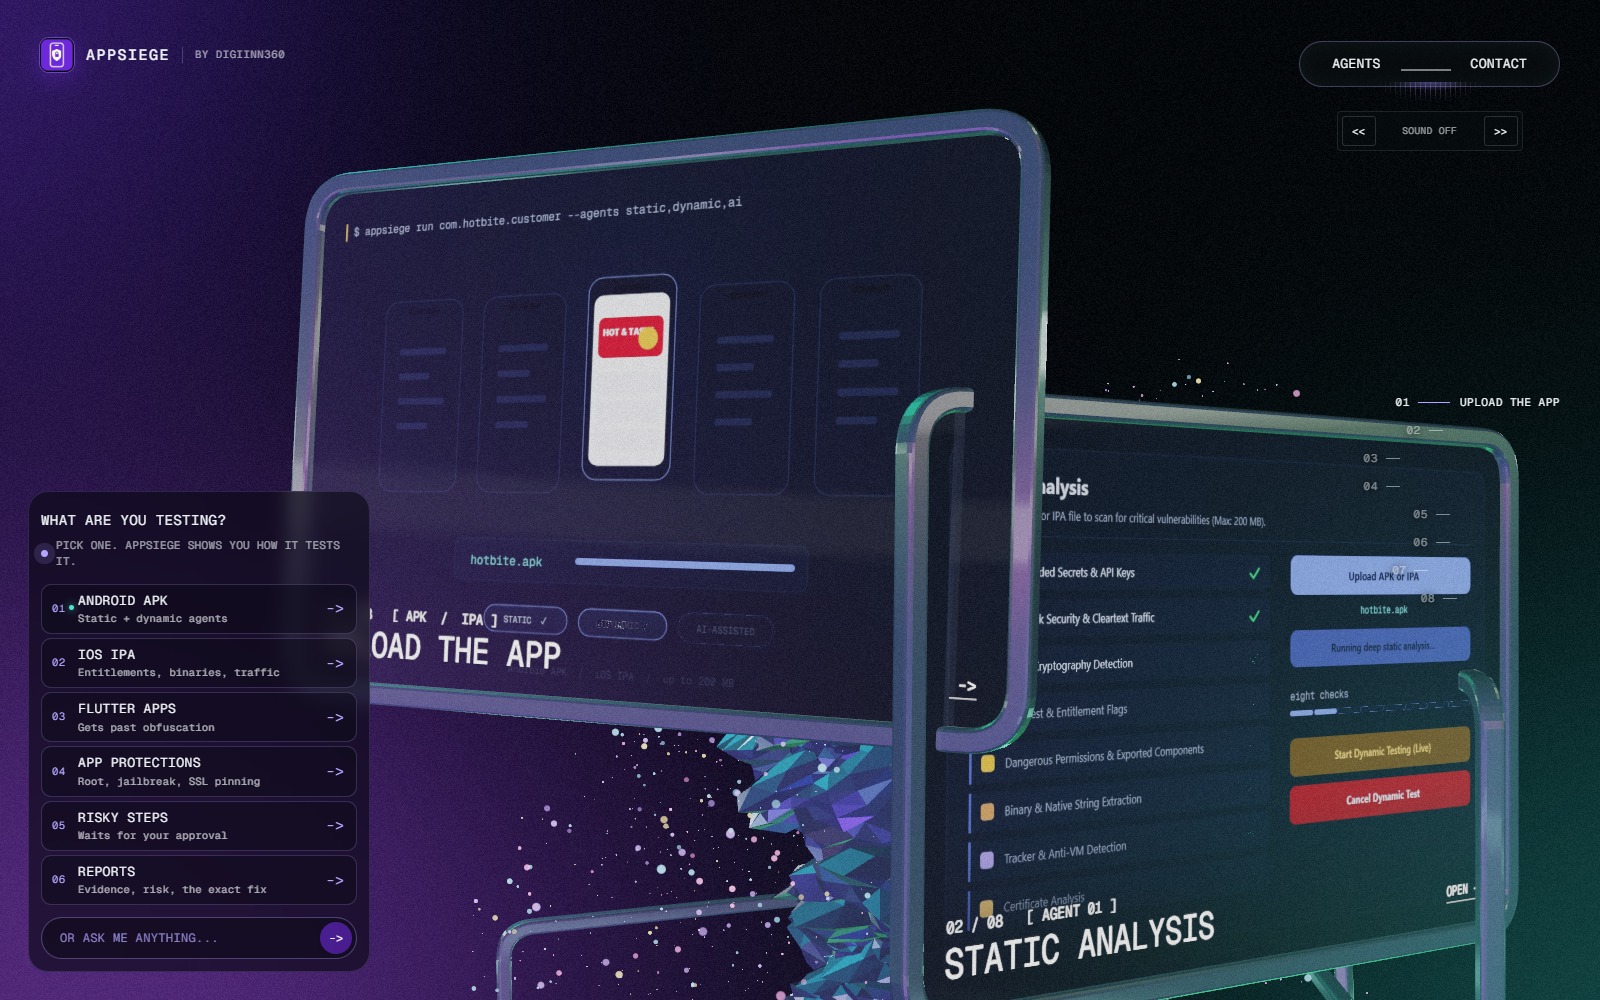 APPSIEGE
BY DIGIINN360
AGENTS
CONTACT
<<
SOUND OFF
>>
$ appsiege run com.hotbite.customer --agents static,dynamic,ai
HOT & TAS
hotbite.apk
[ APK / IPA ]
STATIC ✓
AI-ASSISTED
OAD THE APP
iOS IPA / up to 200 MB
->
01 UPLOAD THE APP
02
03
04
05
06
07
08
nalysis
or IPA file to scan for critical vulnerabilities (Max: 200 MB).
ded Secrets & API Keys
k Security & Cleartext Traffic
ryptography Detection
est & Entitlement Flags
Dangerous Permissions & Exported Components
Binary & Native String Extraction
Tracker & Anti-VM Detection
Certificate Analysis
Upload APK or IPA
hotbite.apk
Running deep static analysis...
eight checks
Start Dynamic Testing (Live)
Cancel Dynamic Test
OPEN
02 / 08 [ AGENT 01 ]
STATIC ANALYSIS
WHAT ARE YOU TESTING?
PICK ONE. APPSIEGE SHOWS YOU HOW IT TESTS
IT.
01 ANDROID APK ->
Static + dynamic agents
02 IOS IPA ->
Entitlements, binaries, traffic
03 FLUTTER APPS ->
Gets past obfuscation
04 APP PROTECTIONS ->
Root, jailbreak, SSL pinning
05 RISKY STEPS ->
Waits for your approval
06 REPORTS ->
Evidence, risk, the exact fix
OR ASK ME ANYTHING... ->